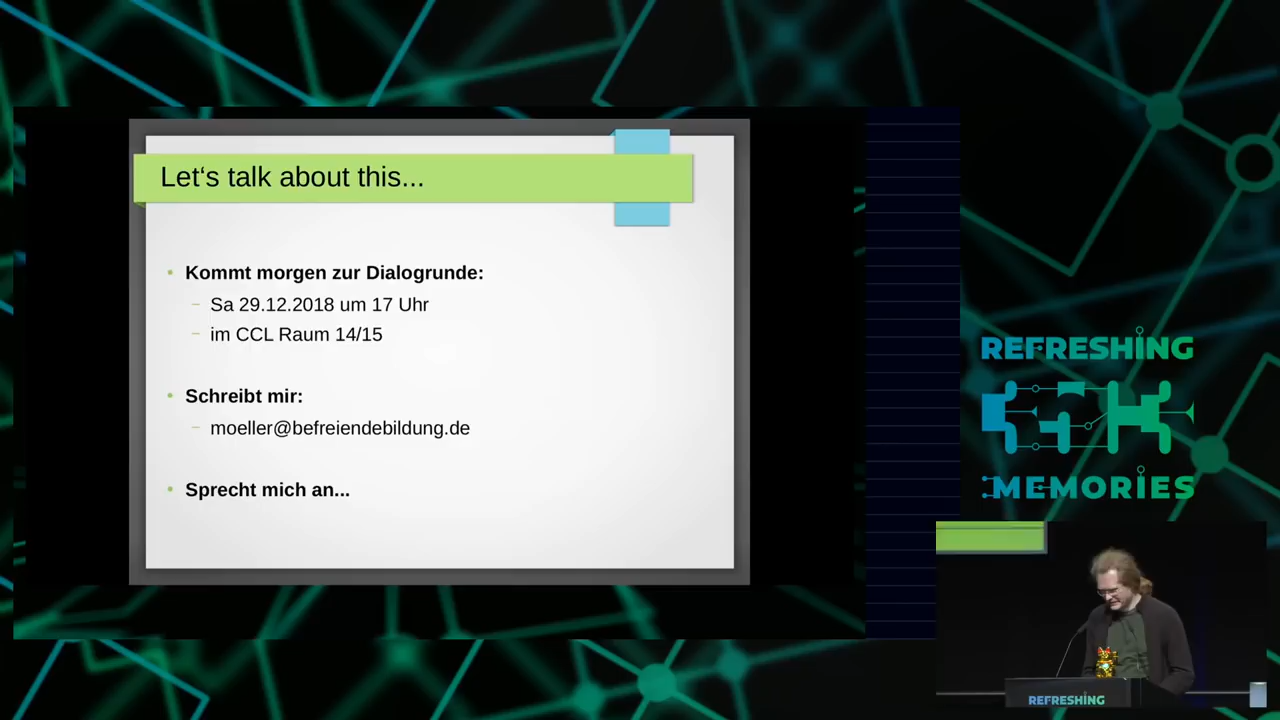 Let‘s talk about this...
Kommt morgen zur Dialogrunde:
Sa 29.12.2018 um 17 Uhr
im CCL Raum 14/15
Schreibt mir:
moeller@befreiendebildung.de
Sprecht mich an...
REFRESHING
35C3
MEMORIES
REFRESHING